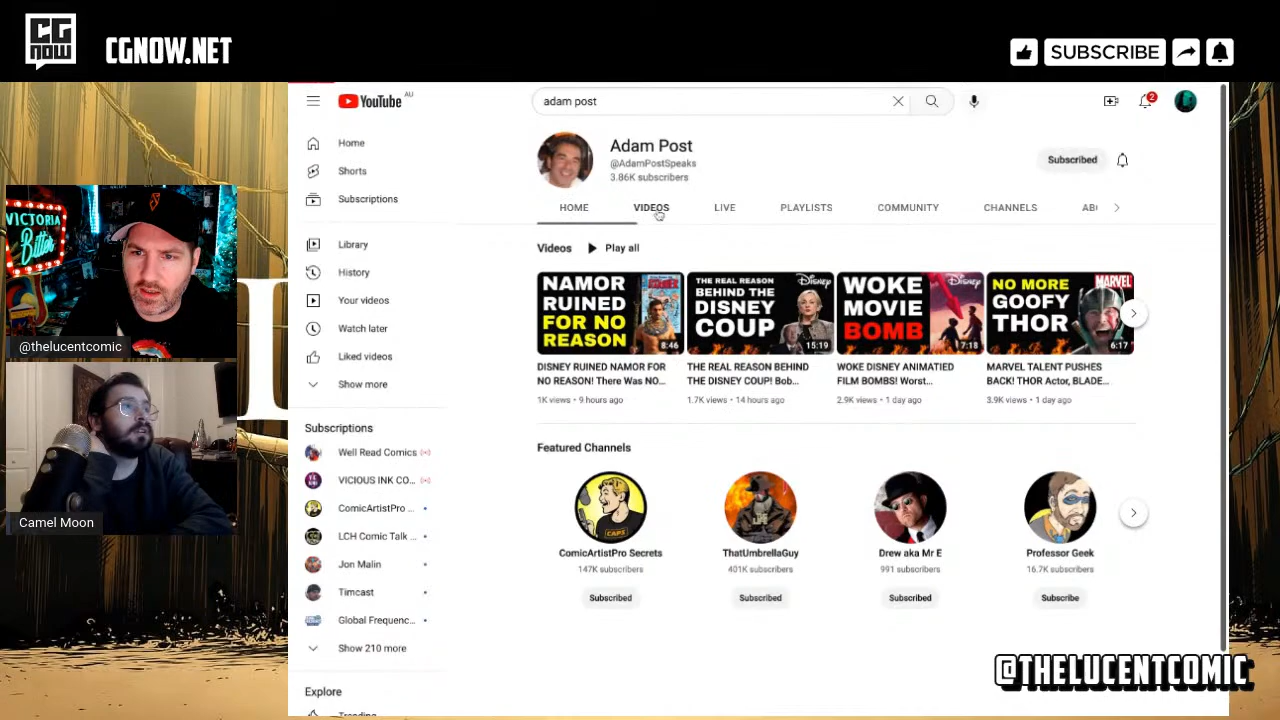 CG
NOW
CGNOW.NET
SUBSCRIBE
YouTube AU
adam post
2
Home
Shorts
Subscriptions
Library
History
Your videos
Watch later
Liked videos
Show more
Subscriptions
Well Read Comics
VICIOUS INK CO...
ComicArtistPro ...
LCH Comic Talk ...
Jon Malin
Timcast
Global Frequenc...
Show 210 more
Explore
Trending
Adam Post
@AdamPostSpeaks
3.86K subscribers
Subscribed
HOME VIDEOS LIVE PLAYLISTS COMMUNITY CHANNELS
Videos Play all
NAMOR
RUINED
FOR NO
REASON
8:46
DISNEY RUINED NAMOR FOR
NO REASON! There Was NO...
1K views • 9 hours ago
THE REAL REASON
BEHIND THE
DISNEY
COUP
Disney
15:19
THE REAL REASON BEHIND
THE DISNEY COUP! Bob...
1.7K views • 14 hours ago
WOKE
MOVIE
BOMB
Disney
7:18
WOKE DISNEY ANIMATIED
FILM BOMBS! Worst...
2.9K views • 1 day ago
NO MORE
GOOFY
THOR
MARVEL
6:17
MARVEL TALENT PUSHES
BACK! THOR Actor, BLADE...
3.9K views • 1 day ago
Featured Channels
CAPS
ComicArtistPro Secrets
147K subscribers
Subscribed
ThatUmbrellaGuy
401K subscribers
Subscribed
Drew aka Mr E
991 subscribers
Subscribed
Professor Geek
16.7K subscribers
Subscribe
VICTORIA
Bitter
@thelucentcomic
Camel Moon
@THELUCENTCOMIC